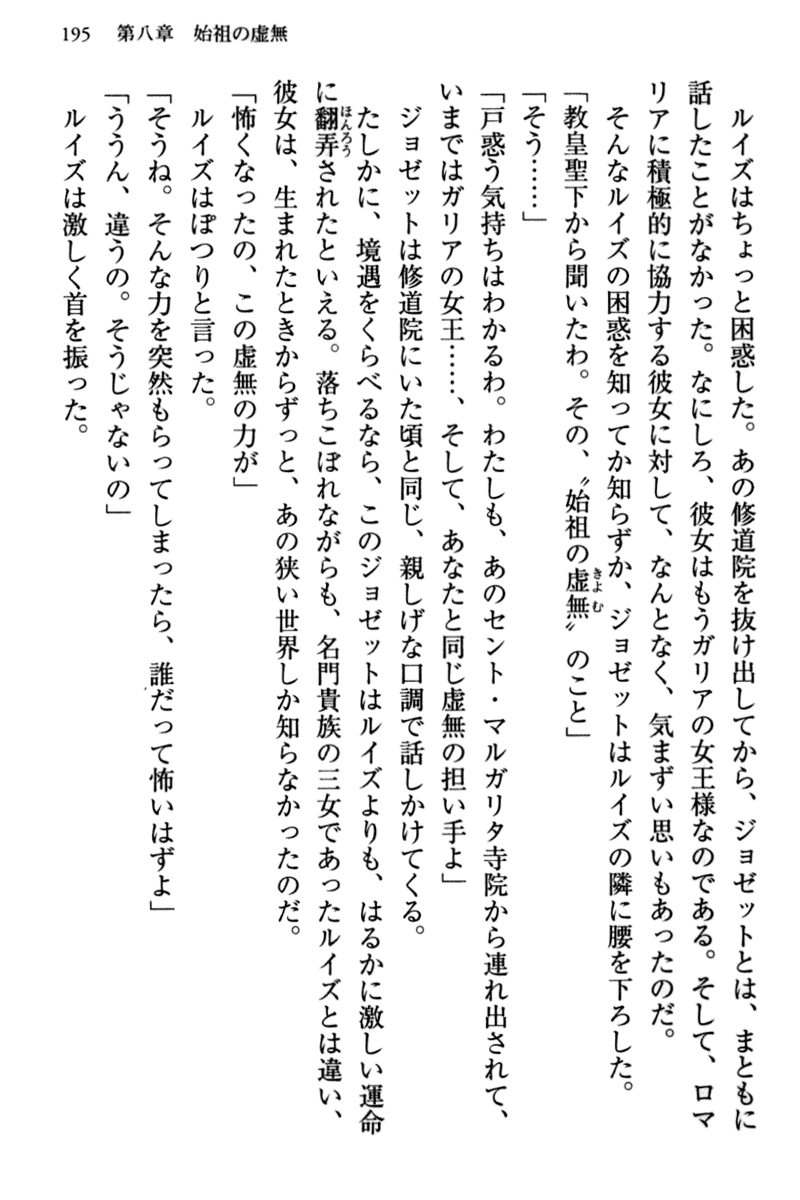 195　第八章　始祖の虚無
　ルイズはちょっと困惑した。あの修道院を抜け出してから、ジョゼットとは、まともに
話したことがなかった。なにしろ、彼女はもうガリアの女王様なのである。そして、ロマ
リアに積極的に協力する彼女に対して、なんとなく、気まずい思いもあったのだ。
　そんなルイズの困惑を知ってか知らずか、ジョゼットはルイズの隣に腰を下ろした。
「教皇聖下から聞いたわ。その、〝始祖の虚無〟のこと」
「そう……」
「戸惑う気持ちはわかるわ。わたしも、あのセント・マルガリタ寺院から連れ出されて、
いまではガリアの女王……、そして、あなたと同じ虚無の担い手よ」
　ジョゼットは修道院にいた頃と同じ、親しげな口調で話しかけてくる。
　たしかに、境遇をくらべるなら、このジョゼットはルイズよりも、はるかに激しい運命
に翻弄されたといえる。落ちこぼれながらも、名門貴族の三女であったルイズとは違い、
彼女は、生まれたときからずっと、あの狭い世界しか知らなかったのだ。
「怖くなったの、この虚無の力が」
　ルイズはぽつりと言った。
「そうね。そんな力を突然もらってしまったら、誰だって怖いはずよ」
「ううん、違うの。そうじゃないの」
　ルイズは激しく首を振った。